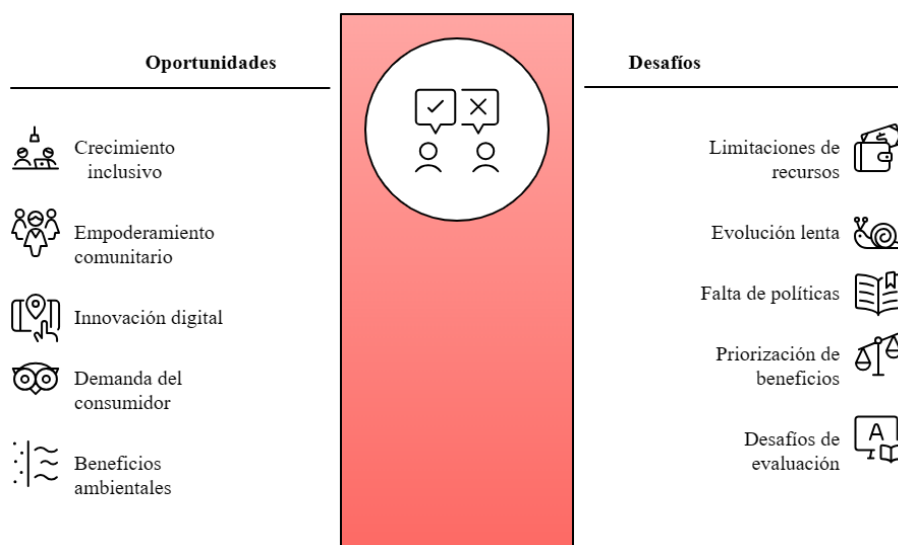 Oportunidades
Crecimiento
inclusivo
Empoderamiento
comunitario
Innovación digital
Demanda del
consumidor
Beneficios
ambientales
Desafíos
Limitaciones de
recursos
Evolución lenta
Falta de políticas
Priorización de
beneficios
Desafíos de
evaluación
A